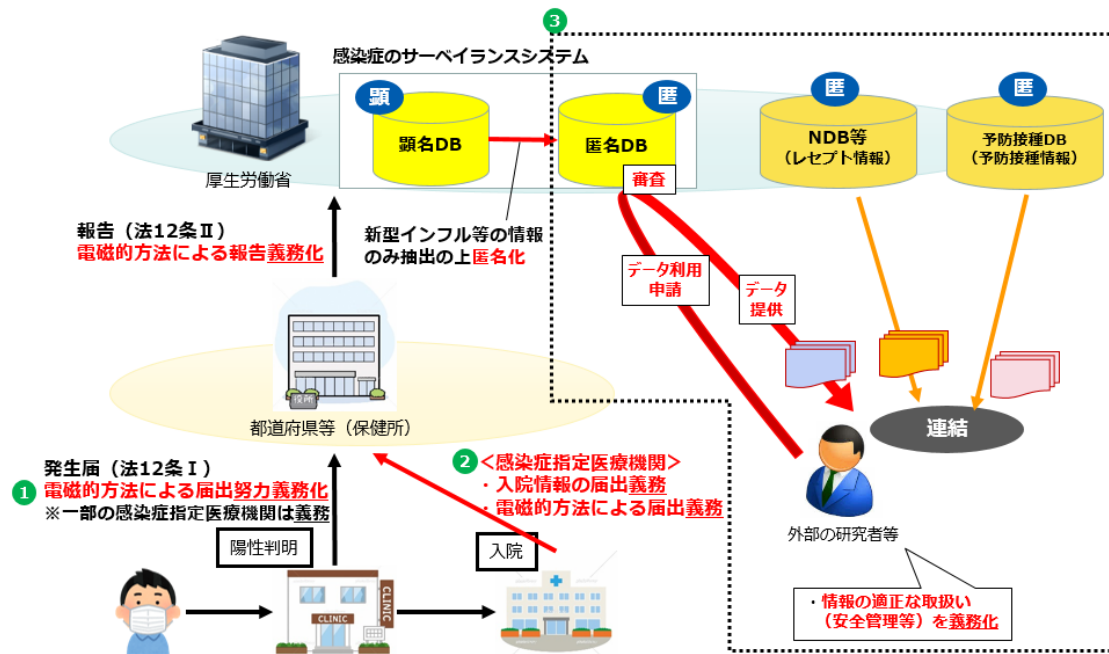 3
感染症のサーベイランスシステム
顕
匿
匿
匿
顕名DB
匿名DB
NDB等
（レセプト情報）
予防接種DB
（予防接種情報）
厚生労働省
審査
報告（法12条Ⅱ）
電磁的方法による報告義務化
新型インフル等の情報
のみ抽出の上匿名化
データ利用
申請
データ
提供
役所
都道府県等（保健所）
連結
発生届（法12条Ⅰ）
1
電磁的方法による届出努力義務化
※一部の感染症指定医療機関は義務
2
＜感染症指定医療機関＞
・入院情報の届出義務
・電磁的方法による届出義務
陽性判明
入院
外部の研究者等
CLINIC
CLINIC
・情報の適正な取扱い
（安全管理等）を義務化